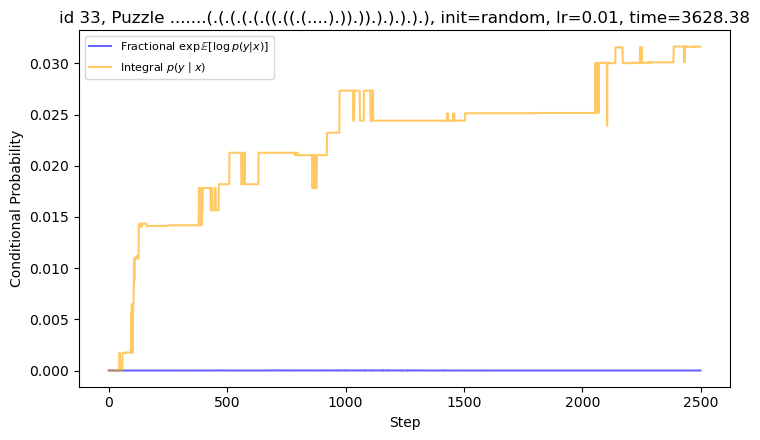 id 33, Puzzle .......(.(.(.(.(.((.((.(....).)).)).).).).).), init=random, lr=0.01, time=3628.38
Fractional exp𝔼[log p(y|x)]
Integral p(y | x)
0.030
0.025
0.020
0.015
0.010
0.005
0.000
Conditional Probability
0 500 1000 1500 2000 2500
Step